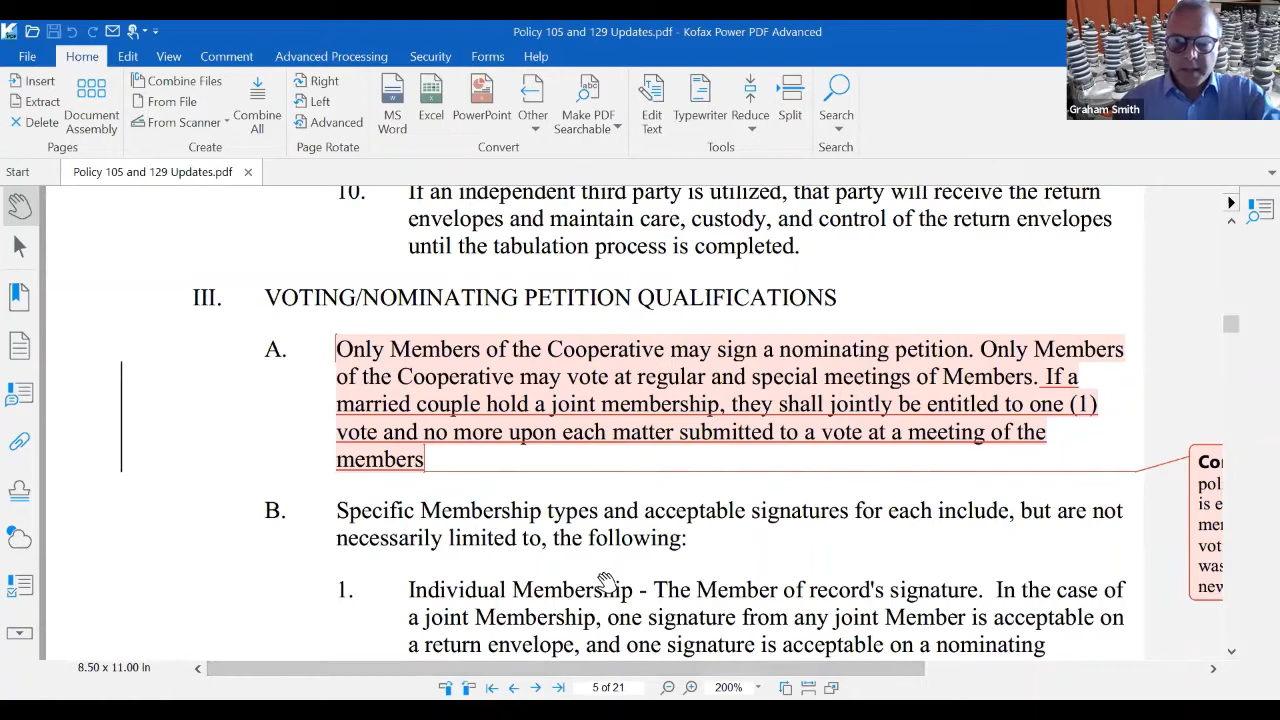 Policy 105 and 129 Updates.pdf - Kofax Power PDF Advanced
File Home Edit View Comment Advanced Processing Security Forms Help
Insert
Extract
Delete
Document
Assembly
Pages
Combine Files
From File
From Scanner
Combine
All
Create
Right
Left
Advanced
Page Rotate
Word
Excel
PowerPoint
Other
Make PDF
Searchable
Convert
Edit
Text
Typewriter
Reduce
Split
Tools
Search
Search
Graham Smith
Start
Policy 105 and 129 Updates.pdf
10. If an independent third party is utilized, that party will receive the return
envelopes and maintain care, custody, and control of the return envelopes
until the tabulation process is completed.
III. VOTING/NOMINATING PETITION QUALIFICATIONS
A. Only Members of the Cooperative may sign a nominating petition. Only Members
of the Cooperative may vote at regular and special meetings of Members. If a
married couple hold a joint membership, they shall jointly be entitled to one (1)
vote and no more upon each matter submitted to a vote at a meeting of the
members
B. Specific Membership types and acceptable signatures for each include, but are not
necessarily limited to, the following:
1. Individual Membership - The Member of record's signature. In the case of
a joint Membership, one signature from any joint Member is acceptable on
a return envelope, and one signature is acceptable on a nominating
Co
pol
is e
me
vot
was
nev
8.50 x 11.00 in
5 of 21
200%